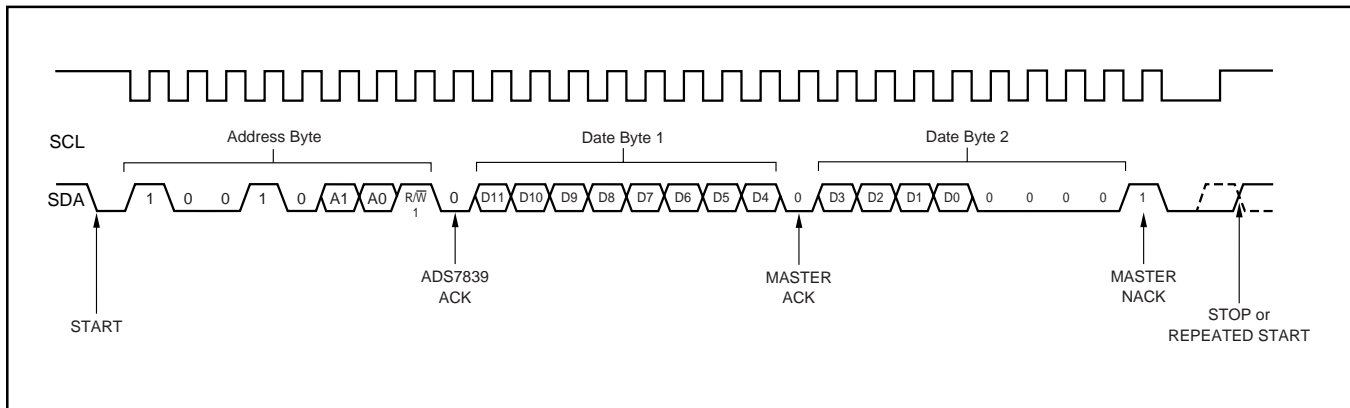 SCL
Address Byte
Date Byte 1
Date Byte 2
SDA
1 0 0 1 0 A1 A0 R/W̅ 1 0 D11 D10 D9 D8 D7 D6 D5 D4 0 D3 D2 D1 D0 0 0 0 0 1
START
ADS7839
ACK
MASTER
ACK
MASTER
NACK
STOP or
REPEATED START